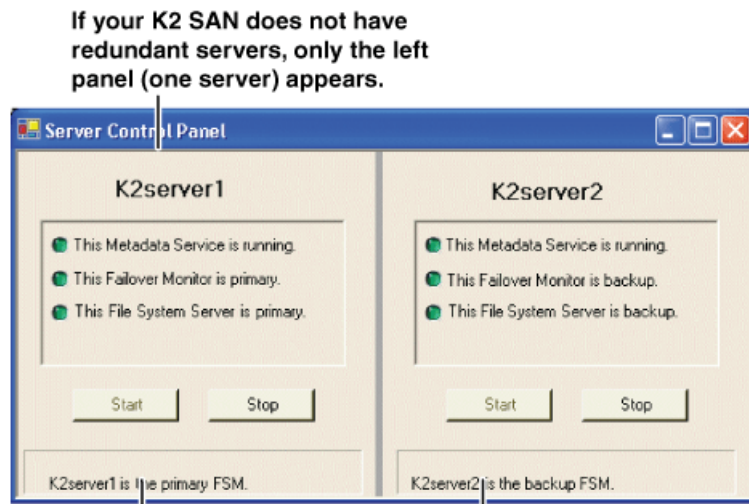 If your K2 SAN does not have
redundant servers, only the left
panel (one server) appears.
Server Control Panel
K2server1
This Metadata Service is running.
This Failover Monitor is primary.
This File System Server is primary.
Start
Stop
K2server1 is the primary FSM.
K2server2
This Metadata Service is running.
This Failover Monitor is backup.
This File System Server is backup.
Start
Stop
K2server2 is the backup FSM.